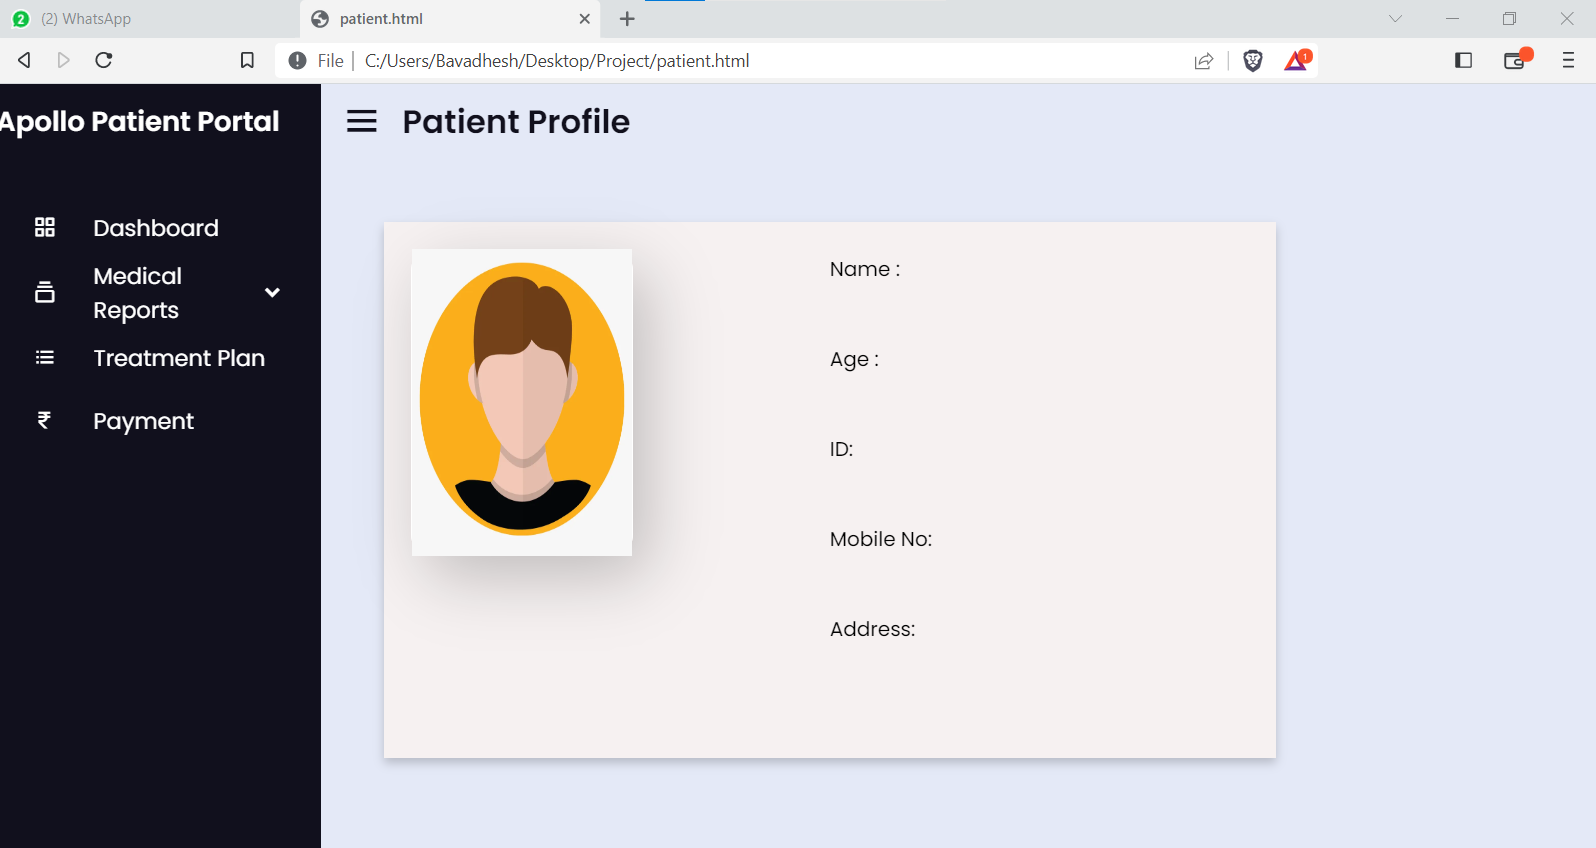 (2) WhatsApp
patient.html
File | C:/Users/Bavadhesh/Desktop/Project/patient.html
1
Apollo Patient Portal
Patient Profile
Dashboard
Medical
Reports
Treatment Plan
₹ Payment
Name :
Age :
ID:
Mobile No:
Address: